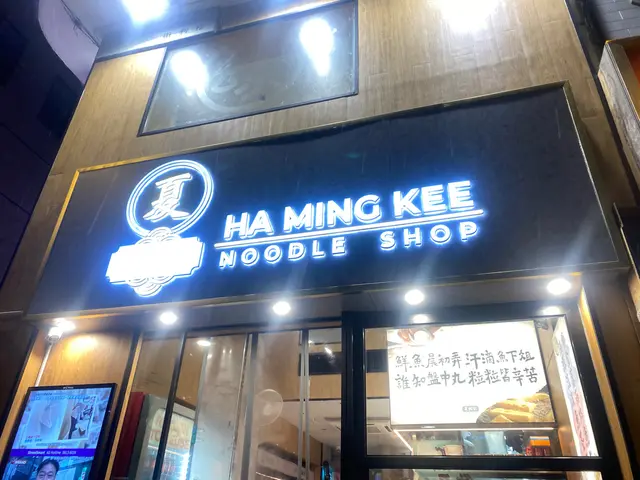 夏
HA MING KEE
NOODLE SHOP
鮮魚晨初弄 汗滴魚下俎
誰知盤中丸 粒粒皆辛苦